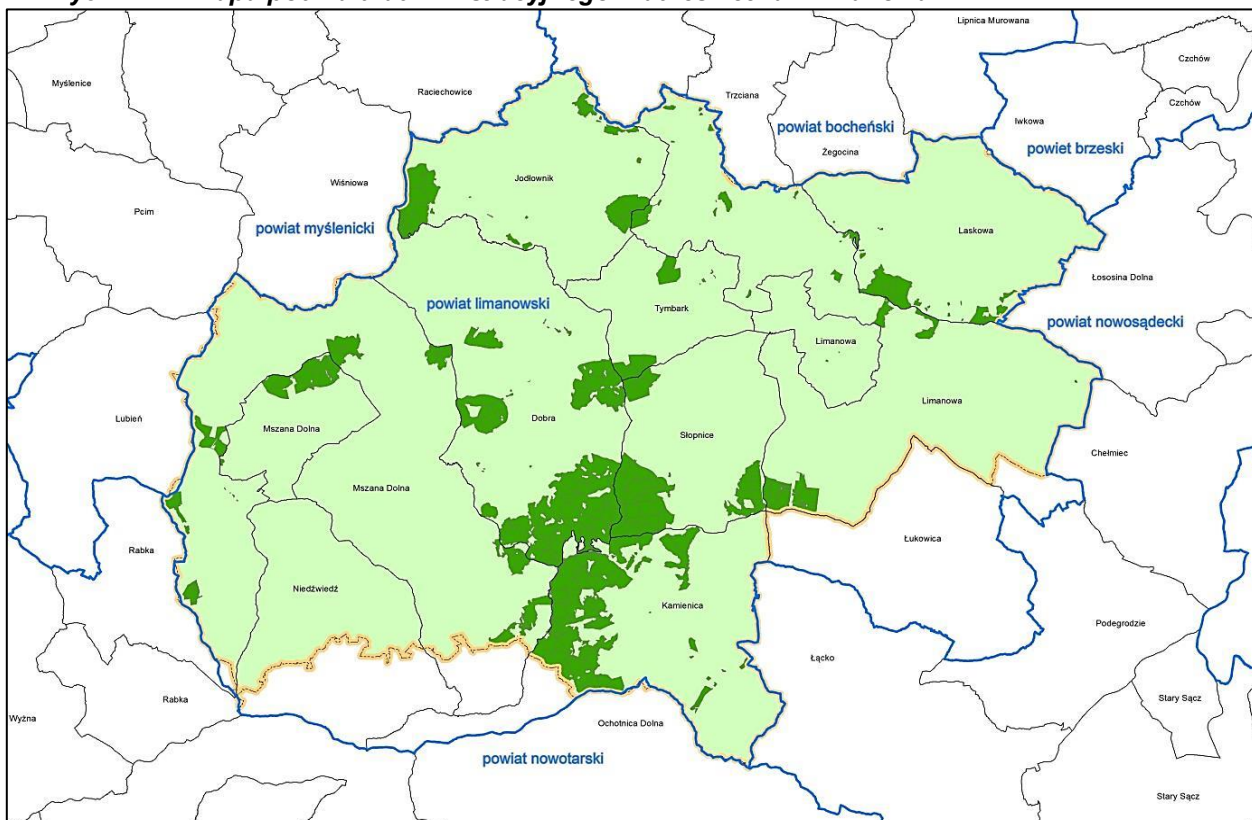 Lipnica Murowana
Czchów
Myślenice
Raciechowice
Trzciana
Czchów
Iwkowa
powiat bocheński
powiet brzeski
Żegocina
Jodłownik
Wiśniowa
Pcim
powiat myślenicki
Laskowa
Łososina Dolna
powiat limanowski
Tymbark
powiat nowosądecki
Limanowa
Limanowa
Lubień
Dobra
Mszana Dolna
Słopnice
Chełmiec
Mszana Dolna
Łukowica
Rabka
Niedźwiedź
Kamienica
Podegrodzie
Łącko
Rabka
Stary Sącz
Wyżna
Ochotnica Dolna
powiat nowotarski
Stary Sącz